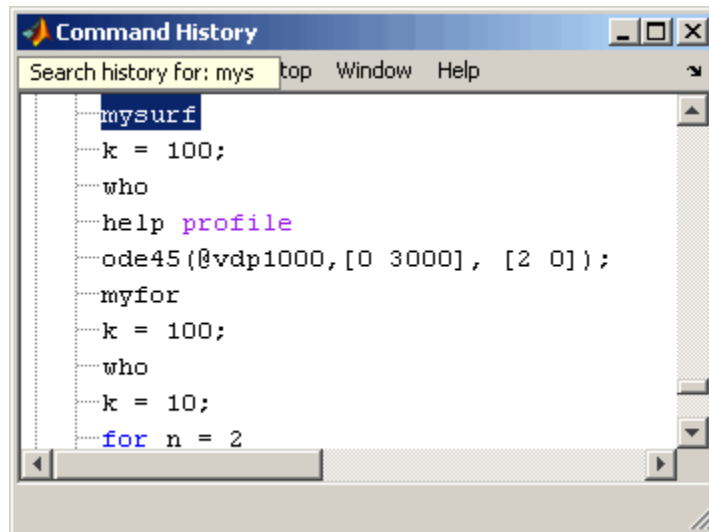 Command History
Search history for: mys top Window Help
mysurf
k = 100;
who
help profile
ode45(@vdp1000,[0 3000], [2 0]);
myfor
k = 100;
who
k = 10;
for n = 2